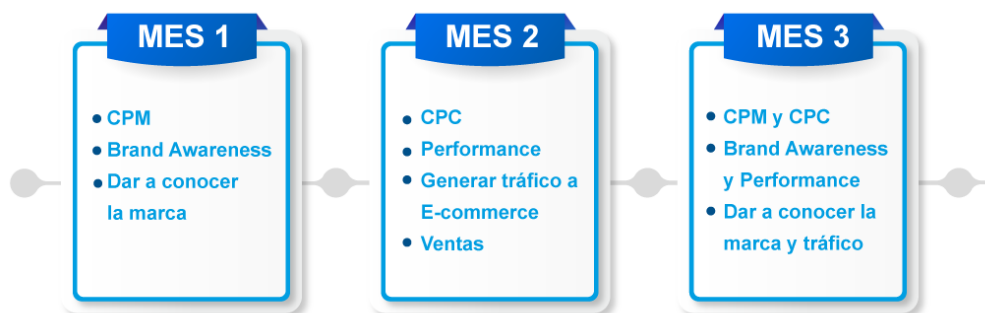 MES 1
CPM
Brand Awareness
Dar a conocer
la marca
MES 2
CPC
Performance
Generar tráfico a
E-commerce
Ventas
MES 3
CPM y CPC
Brand Awareness
y Performance
Dar a conocer la
marca y tráfico